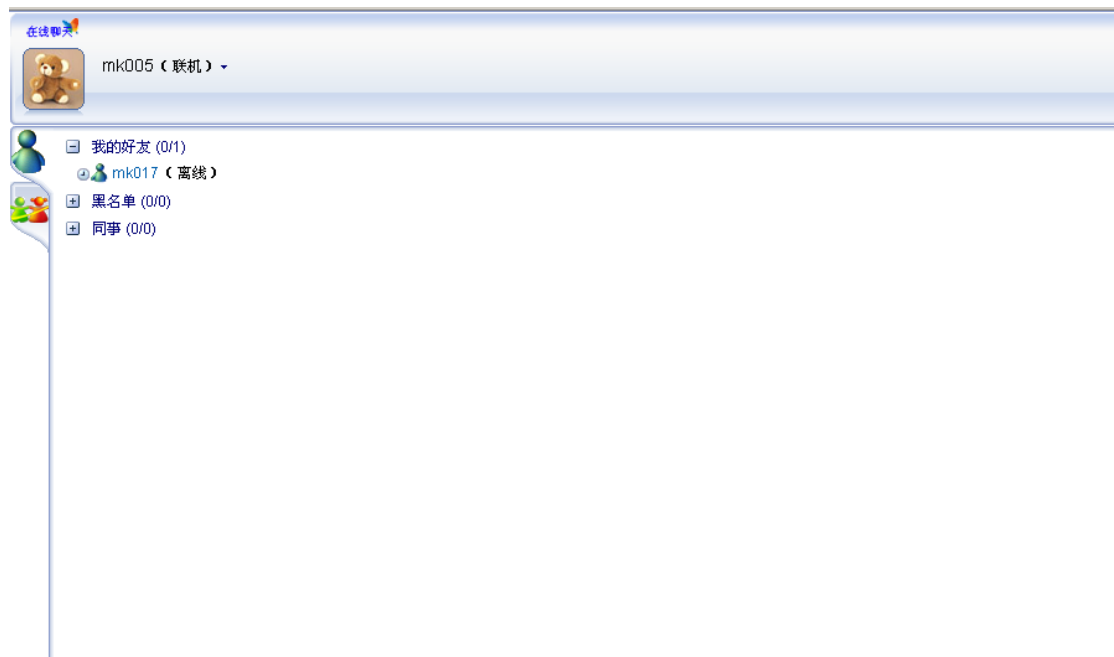 在线聊天
mk005（联机）
我的好友 (0/1)
mk017（离线）
黑名单 (0/0)
同事 (0/0)